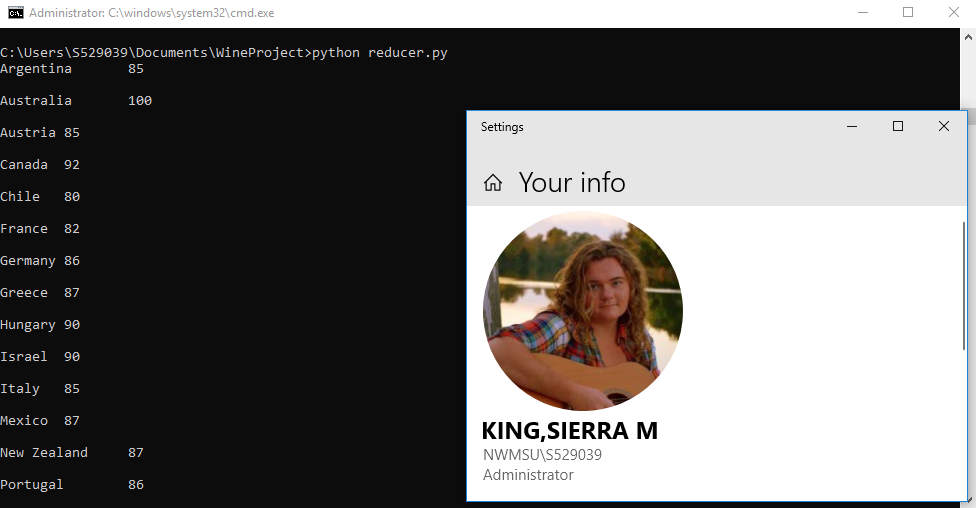 Administrator: C:\windows\system32\cmd.exe
C:\Users\S529039\Documents\WineProject>python reducer.py
Argentina 85
Australia 100
Austria 85
Canada 92
Chile 80
France 82
Germany 86
Greece 87
Hungary 90
Israel 90
Italy 85
Mexico 87
New Zealand 87
Portugal 86
Settings
Your info
KING,SIERRA M
NWMSU\S529039
Administrator